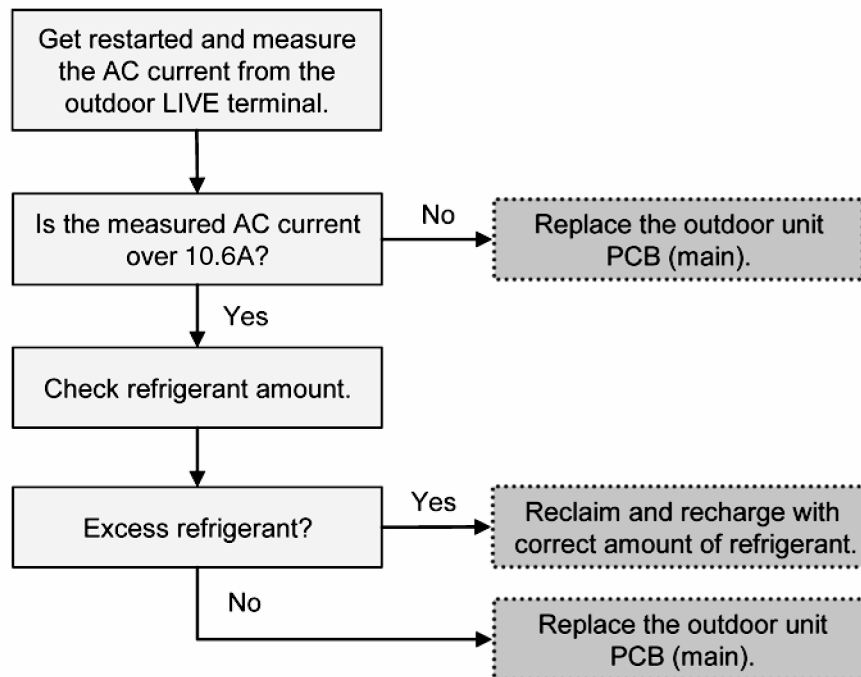 Get restarted and measure
the AC current from the
outdoor LIVE terminal.
Is the measured AC current
over 10.6A?
No
Replace the outdoor unit
PCB (main).
Yes
Check refrigerant amount.
Excess refrigerant?
Yes
Reclaim and recharge with
correct amount of refrigerant.
No
Replace the outdoor unit
PCB (main).